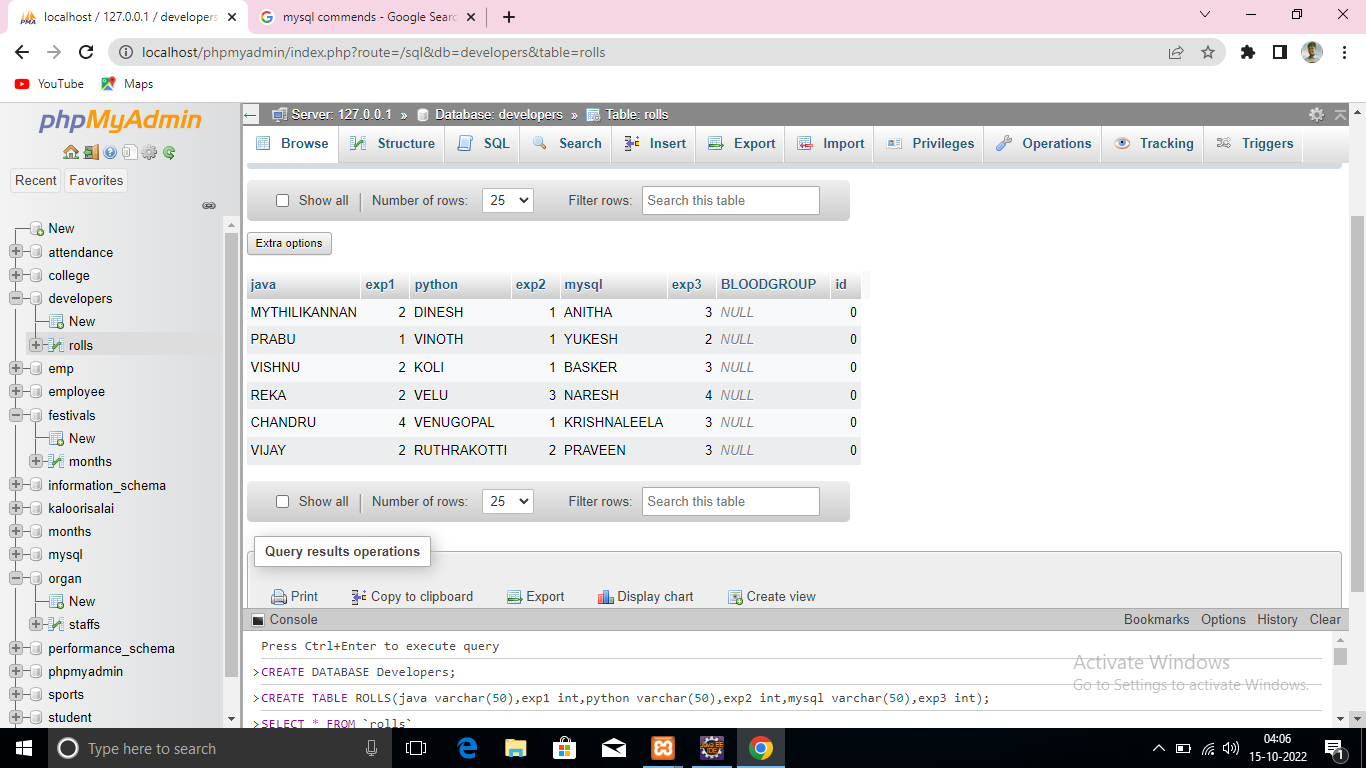 localhost / 127.0.0.1 / developers
mysql commends - Google Searc
localhost/phpmyadmin/index.php?route=/sql&db=developers&table=rolls
YouTube Maps
phpMyAdmin
Recent Favorites
New
attendance
college
developers
New
rolls
emp
employee
festivals
New
months
information_schema
kaloorisalai
months
mysql
organ
New
staffs
performance_schema
phpmyadmin
sports
student
Server: 127.0.0.1 » Database: developers » Table: rolls
Browse Structure SQL Search Insert Export Import Privileges Operations Tracking Triggers
Show all Number of rows: 25 Filter rows: Search this table
Extra options
java exp1 python exp2 mysql exp3 BLOODGROUP id
MYTHILIKANNAN 2 DINESH 1 ANITHA 3 NULL 0
PRABU 1 VINOTH 1 YUKESH 2 NULL 0
VISHNU 2 KOLI 1 BASKER 3 NULL 0
REKA 2 VELU 3 NARESH 4 NULL 0
CHANDRU 4 VENUGOPAL 1 KRISHNALEELA 3 NULL 0
VIJAY 2 RUTHRAKOTTI 2 PRAVEEN 3 NULL 0
Show all Number of rows: 25 Filter rows: Search this table
Query results operations
Print Copy to clipboard Export Display chart Create view
Console Bookmarks Options History Clear
Press Ctrl+Enter to execute query
>CREATE DATABASE Developers;
>CREATE TABLE ROLLS(java varchar(50),exp1 int,python varchar(50),exp2 int,mysql varchar(50),exp3 int);
>SELECT * FROM `rolls`
Activate Windows
Go to Settings to activate Windows.
Type here to search
04:06
15-10-2022
1